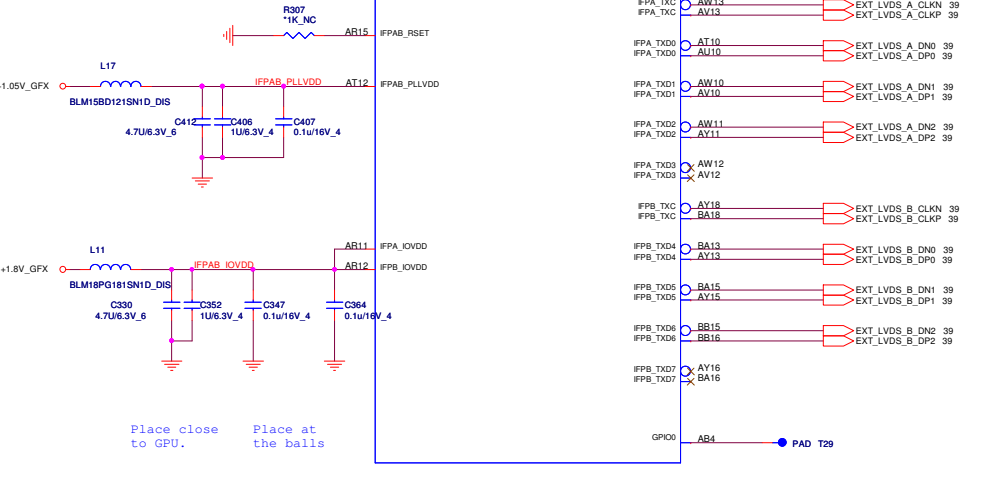 IFPA_TXC AW13 EXT_LVDS_A_CLKN 39
IFPA_TXC AV13 EXT_LVDS_A_CLKP 39
R307
*1K_NC
AR15 IFPAB_RSET
IFPA_TXD0 AT10 EXT_LVDS_A_DN0 39
IFPA_TXD0 AU10 EXT_LVDS_A_DP0 39
L17
1.05V_GFX IFPAB_PLLVDD AT12 IFPAB_PLLVDD
BLM15BD121SN1D_DIS
IFPA_TXD1 AW10 EXT_LVDS_A_DN1 39
IFPA_TXD1 AV10 EXT_LVDS_A_DP1 39
C412 C406 C407
4.7U/6.3V_6 1U/6.3V_4 0.1u/16V_4
IFPA_TXD2 AW11 EXT_LVDS_A_DN2 39
IFPA_TXD2 AY11 EXT_LVDS_A_DP2 39
IFPA_TXD3 AW12
IFPA_TXD3 AV12
IFPB_TXC AY18 EXT_LVDS_B_CLKN 39
IFPB_TXC BA18 EXT_LVDS_B_CLKP 39
AR11 IFPA_IOVDD
L11
+1.8V_GFX IFPAB_IOVDD AR12 IFPB_IOVDD
BLM18PG181SN1D_DIS
IFPB_TXD4 BA13 EXT_LVDS_B_DN0 39
IFPB_TXD4 AY13 EXT_LVDS_B_DP0 39
C330 C352 C347 C364
4.7U/6.3V_6 1U/6.3V_4 0.1u/16V_4 0.1u/16V_4
IFPB_TXD5 BA15 EXT_LVDS_B_DN1 39
IFPB_TXD5 AY15 EXT_LVDS_B_DP1 39
IFPB_TXD6 BB15 EXT_LVDS_B_DN2 39
IFPB_TXD6 BB16 EXT_LVDS_B_DP2 39
IFPB_TXD7 AY16
IFPB_TXD7 BA16
Place close
to GPU.
Place at
the balls
GPIO0 AB4 PAD T29